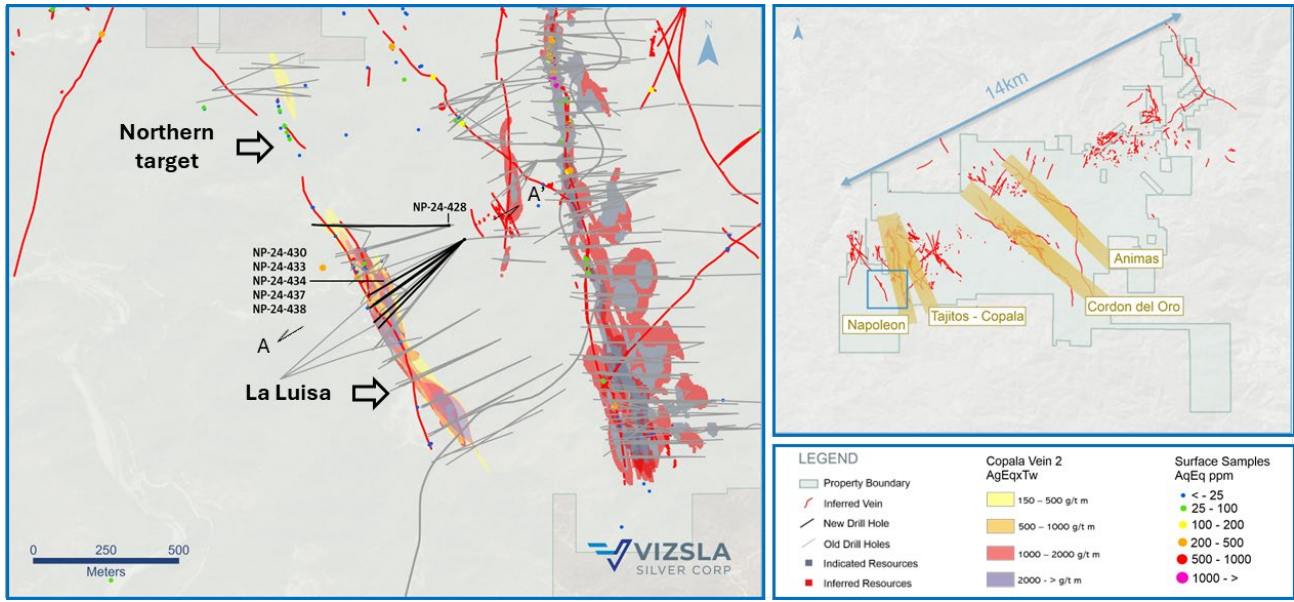 N
Northern
target
NP-24-428
A'
NP-24-430
NP-24-433
NP-24-434
NP-24-437
NP-24-438
A
La Luisa
0 250 500
Meters
VIZSLA
SILVER CORP
N
14km
Animas
Cordon del Oro
Tajitos - Copala
Napoleon
LEGEND
Property Boundary
Inferred Vein
New Drill Hole
Old Drill Holes
Indicated Resources
Inferred Resources
Copala Vein 2
AgEqxTw
150 – 500 g/t m
500 – 1000 g/t m
1000 – 2000 g/t m
2000 - > g/t m
Surface Samples
AqEq ppm
< - 25
25 - 100
100 - 200
200 - 500
500 - 1000
1000 - >